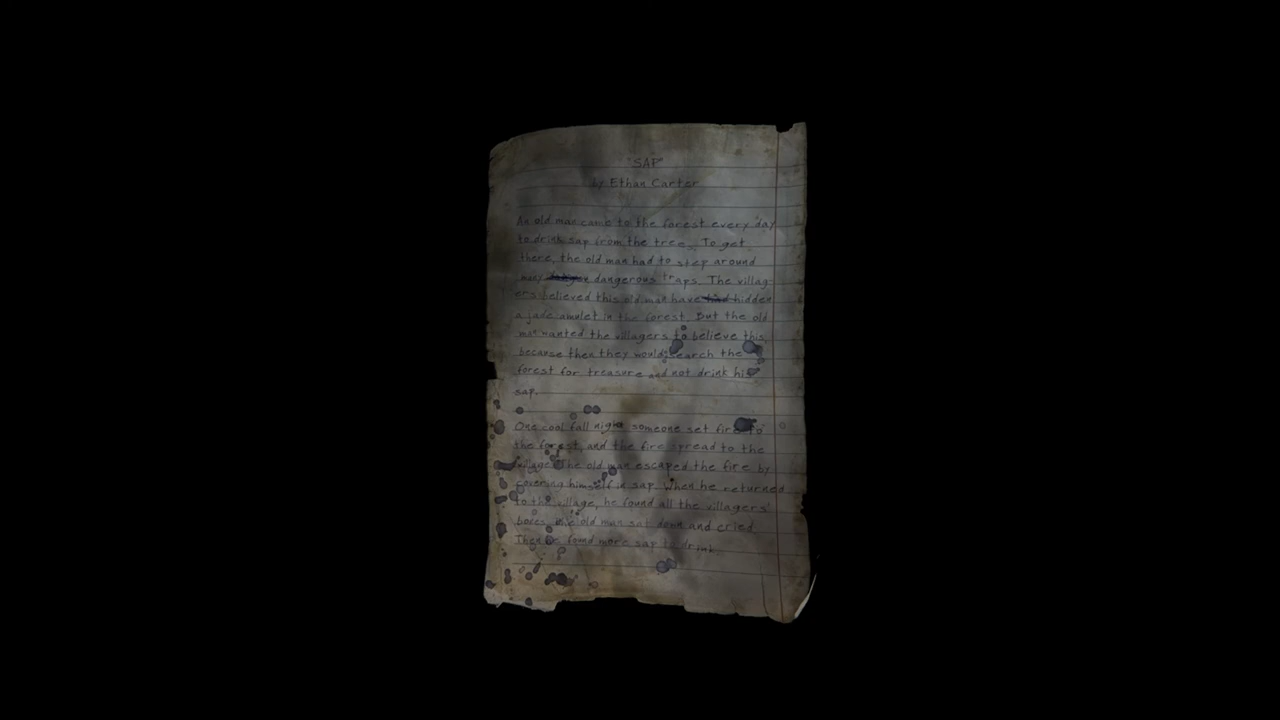 "SAP"
by Ethan Carter
An old man came to the forest every day
to drink sap from the tree. To get
there, the old man had to step around
many dangerous traps. The villag-
ers believed this old man have had hidden
a jade amulet in the forest. But the old
man wanted the villagers to believe this,
because then they would search the
forest for treasure and not drink his
sap.
One cool fall night someone set fire to
the forest, and the fire spread to the
village. The old man escaped the fire by
covering himself in sap. When he returned
to the village, he found all the villagers'
bones. The old man sat down and cried.
Then he found more sap to drink.